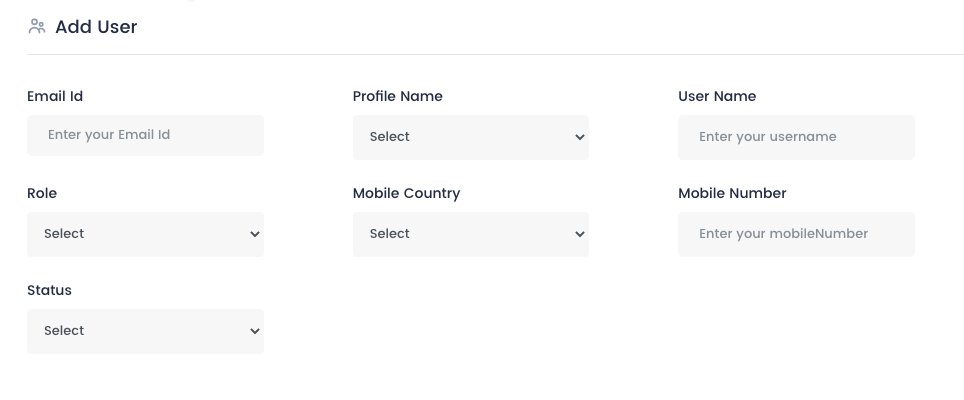 Add User
Email Id
Profile Name
User Name
Enter your Email Id
Select
Enter your username
Role
Mobile Country
Mobile Number
Select
Select
Enter your mobileNumber
Status
Select